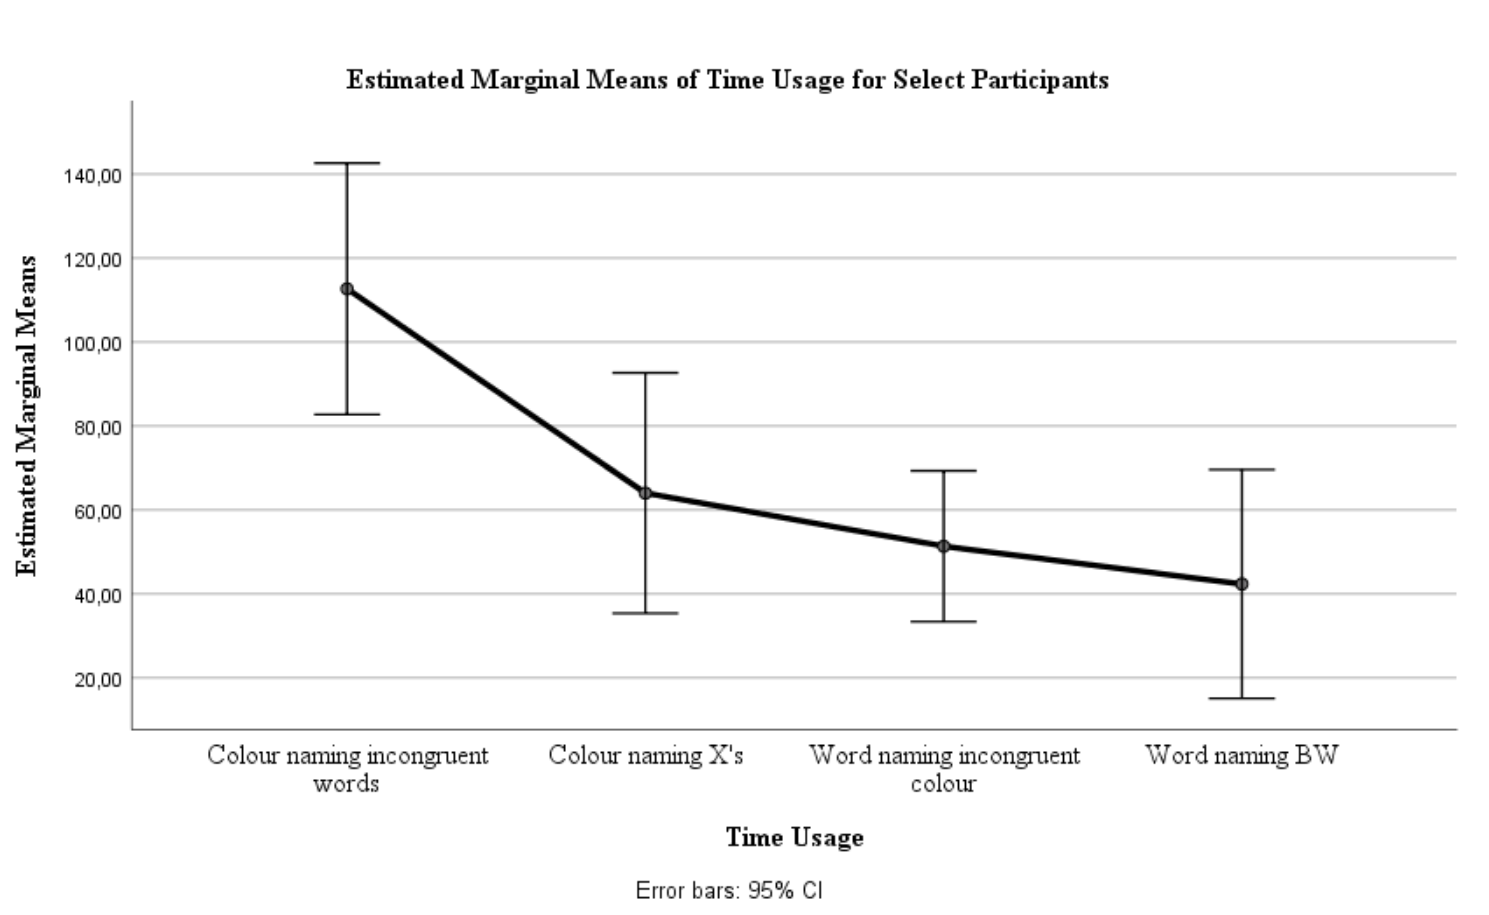 Estimated Marginal Means of Time Usage for Select Participants
Estimated Marginal Means
140,00
120,00
100,00
80,00
60,00
40,00
20,00
Colour naming incongruent
words
Colour naming X's
Word naming incongruent
colour
Word naming BW
Time Usage
Error bars: 95% CI